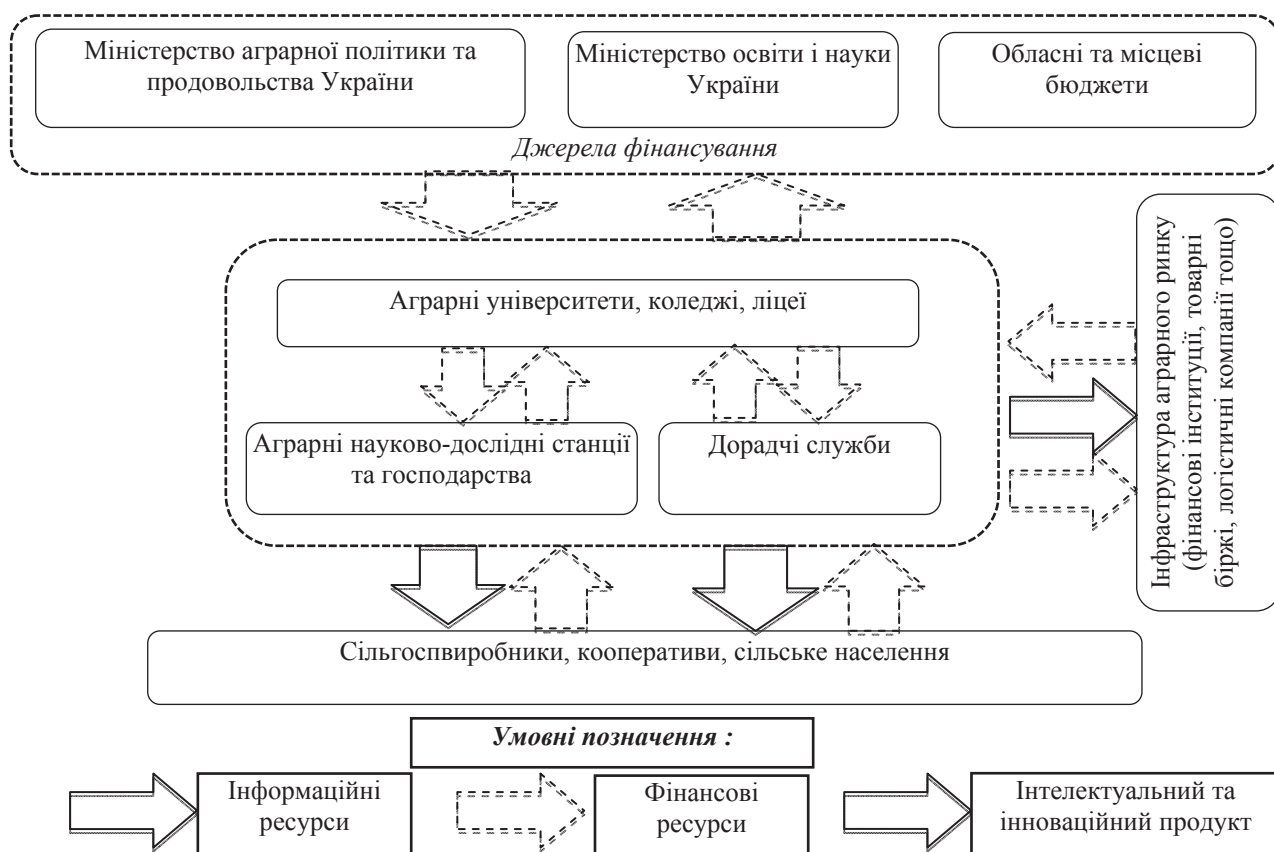 Міністерство аграрної політики та
продовольства України
Міністерство освіти і науки
України
Обласні та місцеві
бюджети
Джерела фінансування
Аграрні університети, коледжі, ліцеї
Аграрні науково-дослідні станції
та господарства
Дорадчі служби
Інфраструктура аграрного ринку
(фінансові інституції, товарні
біржі, логістичні компанії тощо)
Сільгоспвиробники, кооперативи, сільське населення
Умовні позначення :
Інформаційні
ресурси
Фінансові
ресурси
Інтелектуальний та
інноваційний продукт